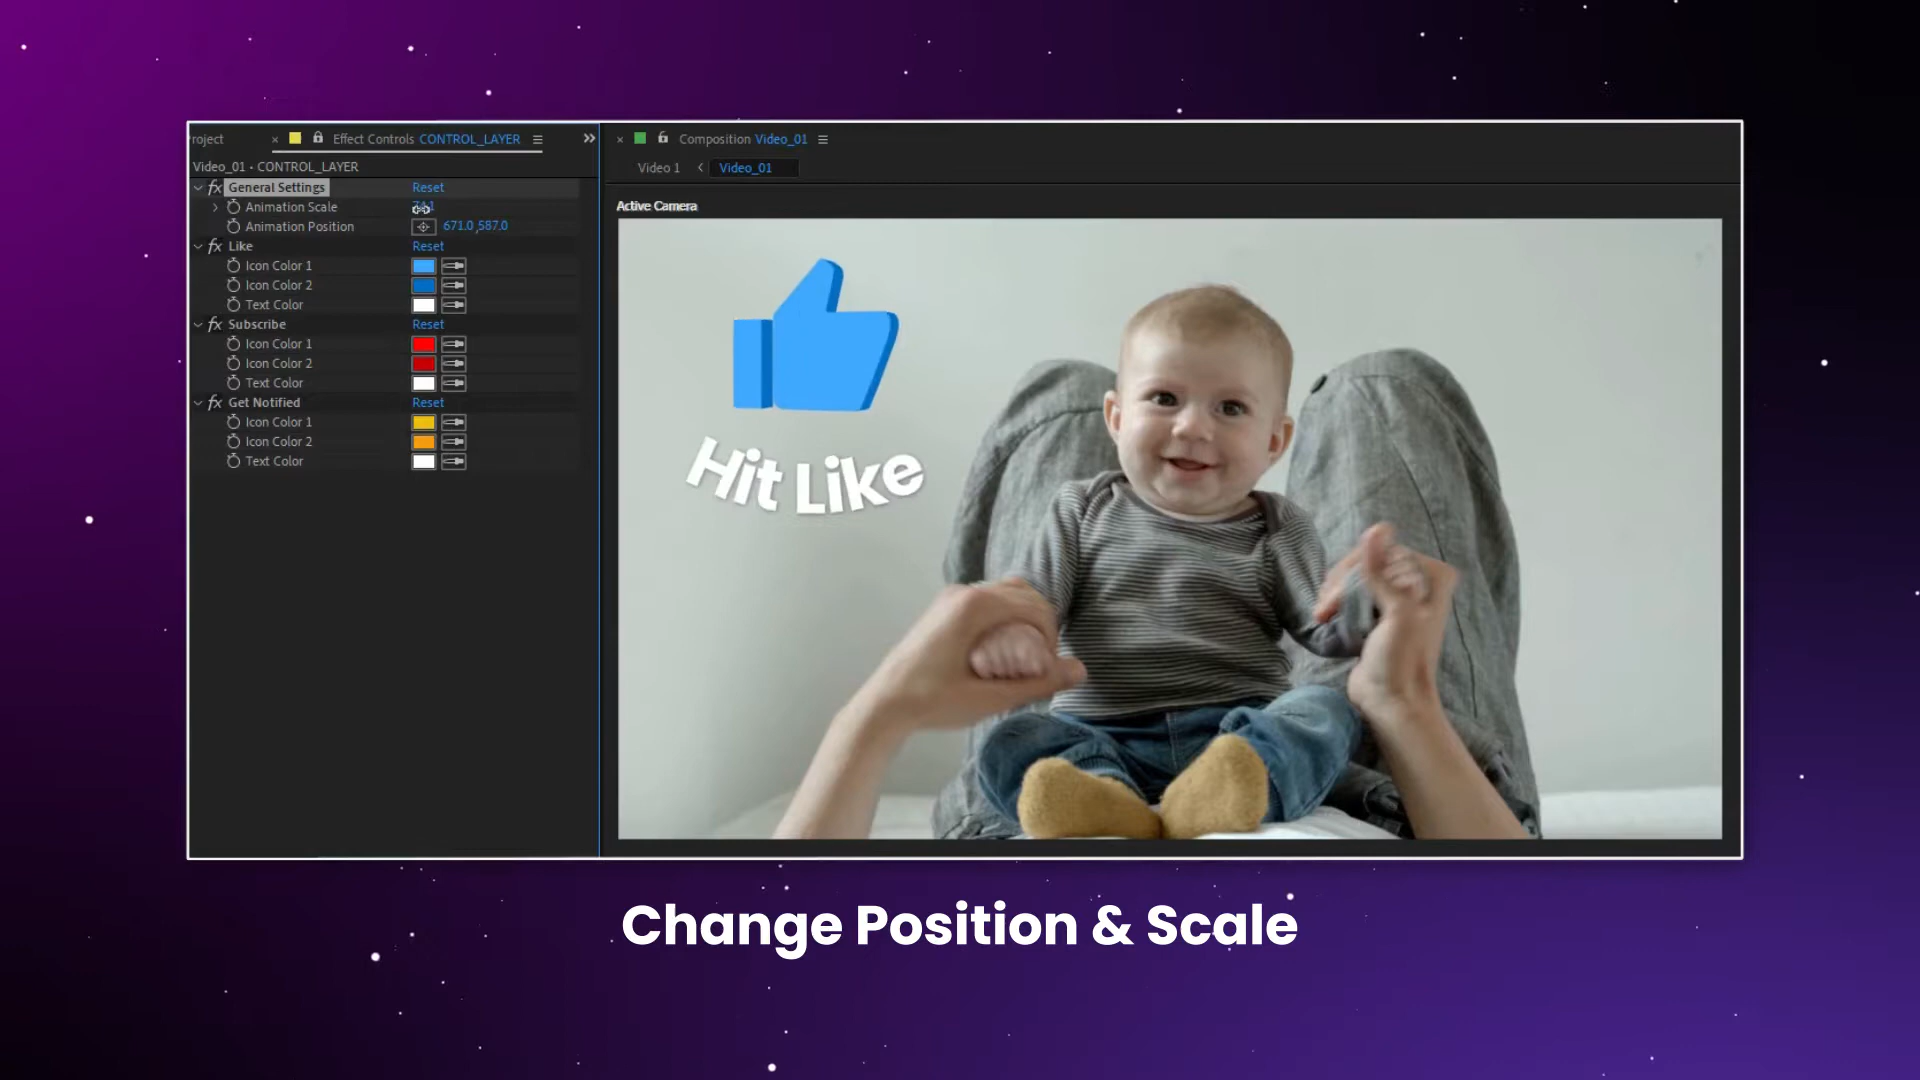 roject
Effect Controls CONTROL_LAYER
Video_01 • CONTROL_LAYER
General Settings Reset
Animation Scale
Animation Position 671.0,587.0
Like Reset
Icon Color 1
Icon Color 2
Text Color
Subscribe Reset
Icon Color 1
Icon Color 2
Text Color
Get Notified Reset
Icon Color 1
Icon Color 2
Text Color
Composition Video_01
Video 1 Video_01
Active Camera
Hit Like
Change Position & Scale